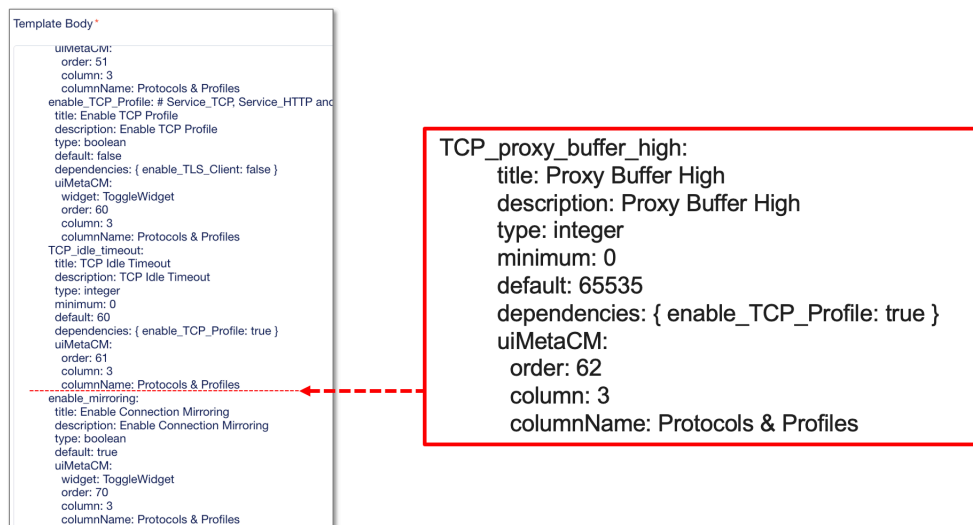 Template Body*
uiMetaCM:
order: 51
column: 3
columnName: Protocols & Profiles
enable_TCP_Profile: # Service_TCP, Service_HTTP and
title: Enable TCP Profile
description: Enable TCP Profile
type: boolean
default: false
dependencies: { enable_TLS_Client: false }
uiMetaCM:
widget: ToggleWidget
order: 60
column: 3
columnName: Protocols & Profiles
TCP_idle_timeout:
title: TCP Idle Timeout
description: TCP Idle Timeout
type: integer
minimum: 0
default: 60
dependencies: { enable_TCP_Profile: true }
uiMetaCM:
order: 61
column: 3
columnName: Protocols & Profiles
enable_mirroring:
title: Enable Connection Mirroring
description: Enable Connection Mirroring
type: boolean
default: true
uiMetaCM:
widget: ToggleWidget
order: 70
column: 3
columnName: Protocols & Profiles
TCP_proxy_buffer_high:
title: Proxy Buffer High
description: Proxy Buffer High
type: integer
minimum: 0
default: 65535
dependencies: { enable_TCP_Profile: true }
uiMetaCM:
order: 62
column: 3
columnName: Protocols & Profiles